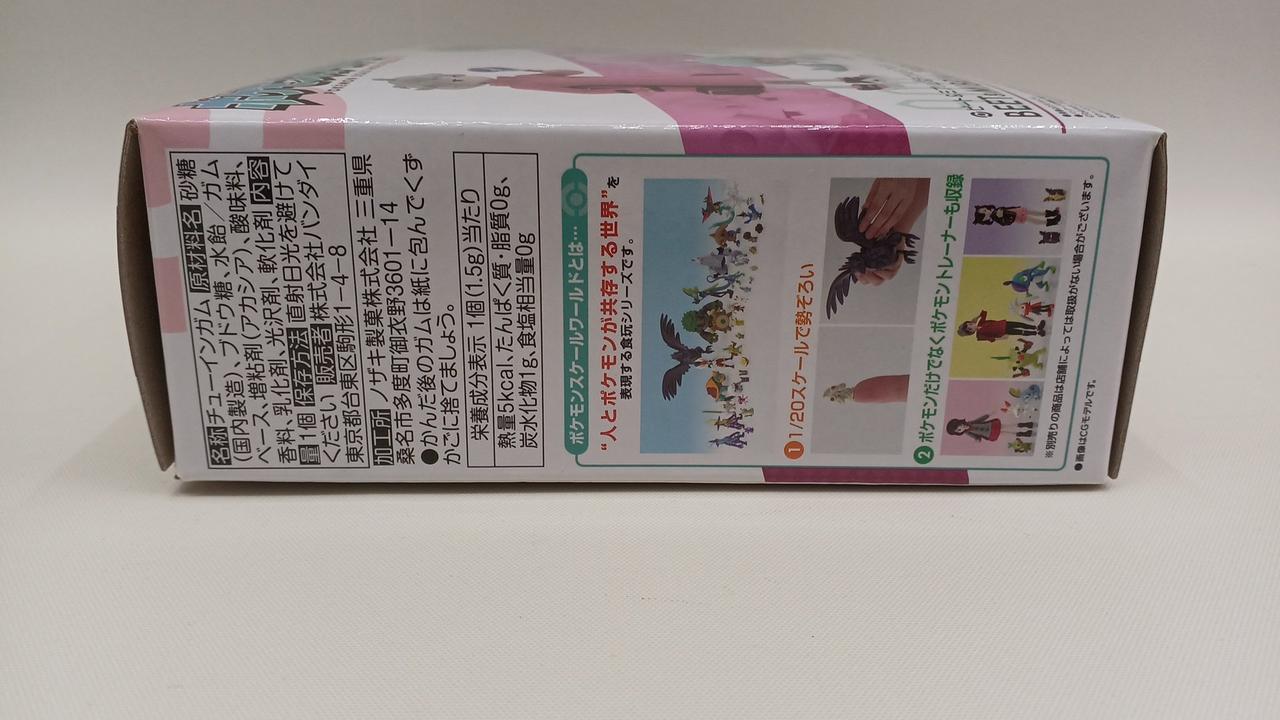 名称チューインガム 原材料名 砂糖
(国内製造)、ブドウ糖、水飴／ガム
ベース、増粘剤(アカシア)、酸味料、
香料、乳化剤、光沢剤、軟化剤 内容
量 1個 保存方法 直射日光を避けて
ください 販売者 株式会社 バンダイ
東京都台東区駒形1-4-8
加工所 ノザキ製菓株式会社 三重県
桑名市多度町御衣野3601-14
●かんだ後のガムは紙に包んでくず
かごに捨てましょう。
栄養成分表示 1個(1.5g)当たり
熱量5kcal、たんぱく質・脂質0g、
炭水化物1g、食塩相当量0g
ポケモンスケールワールドとは…
“人とポケモンが共存する世界”を
表現する食玩シリーズです。
1 1/20スケールで勢ぞろい
2 ポケモンだけでなくポケモントレーナーも収録
※別売りの商品は店舗によっては取扱がない場合がございます。
●画像はCGモデルです。